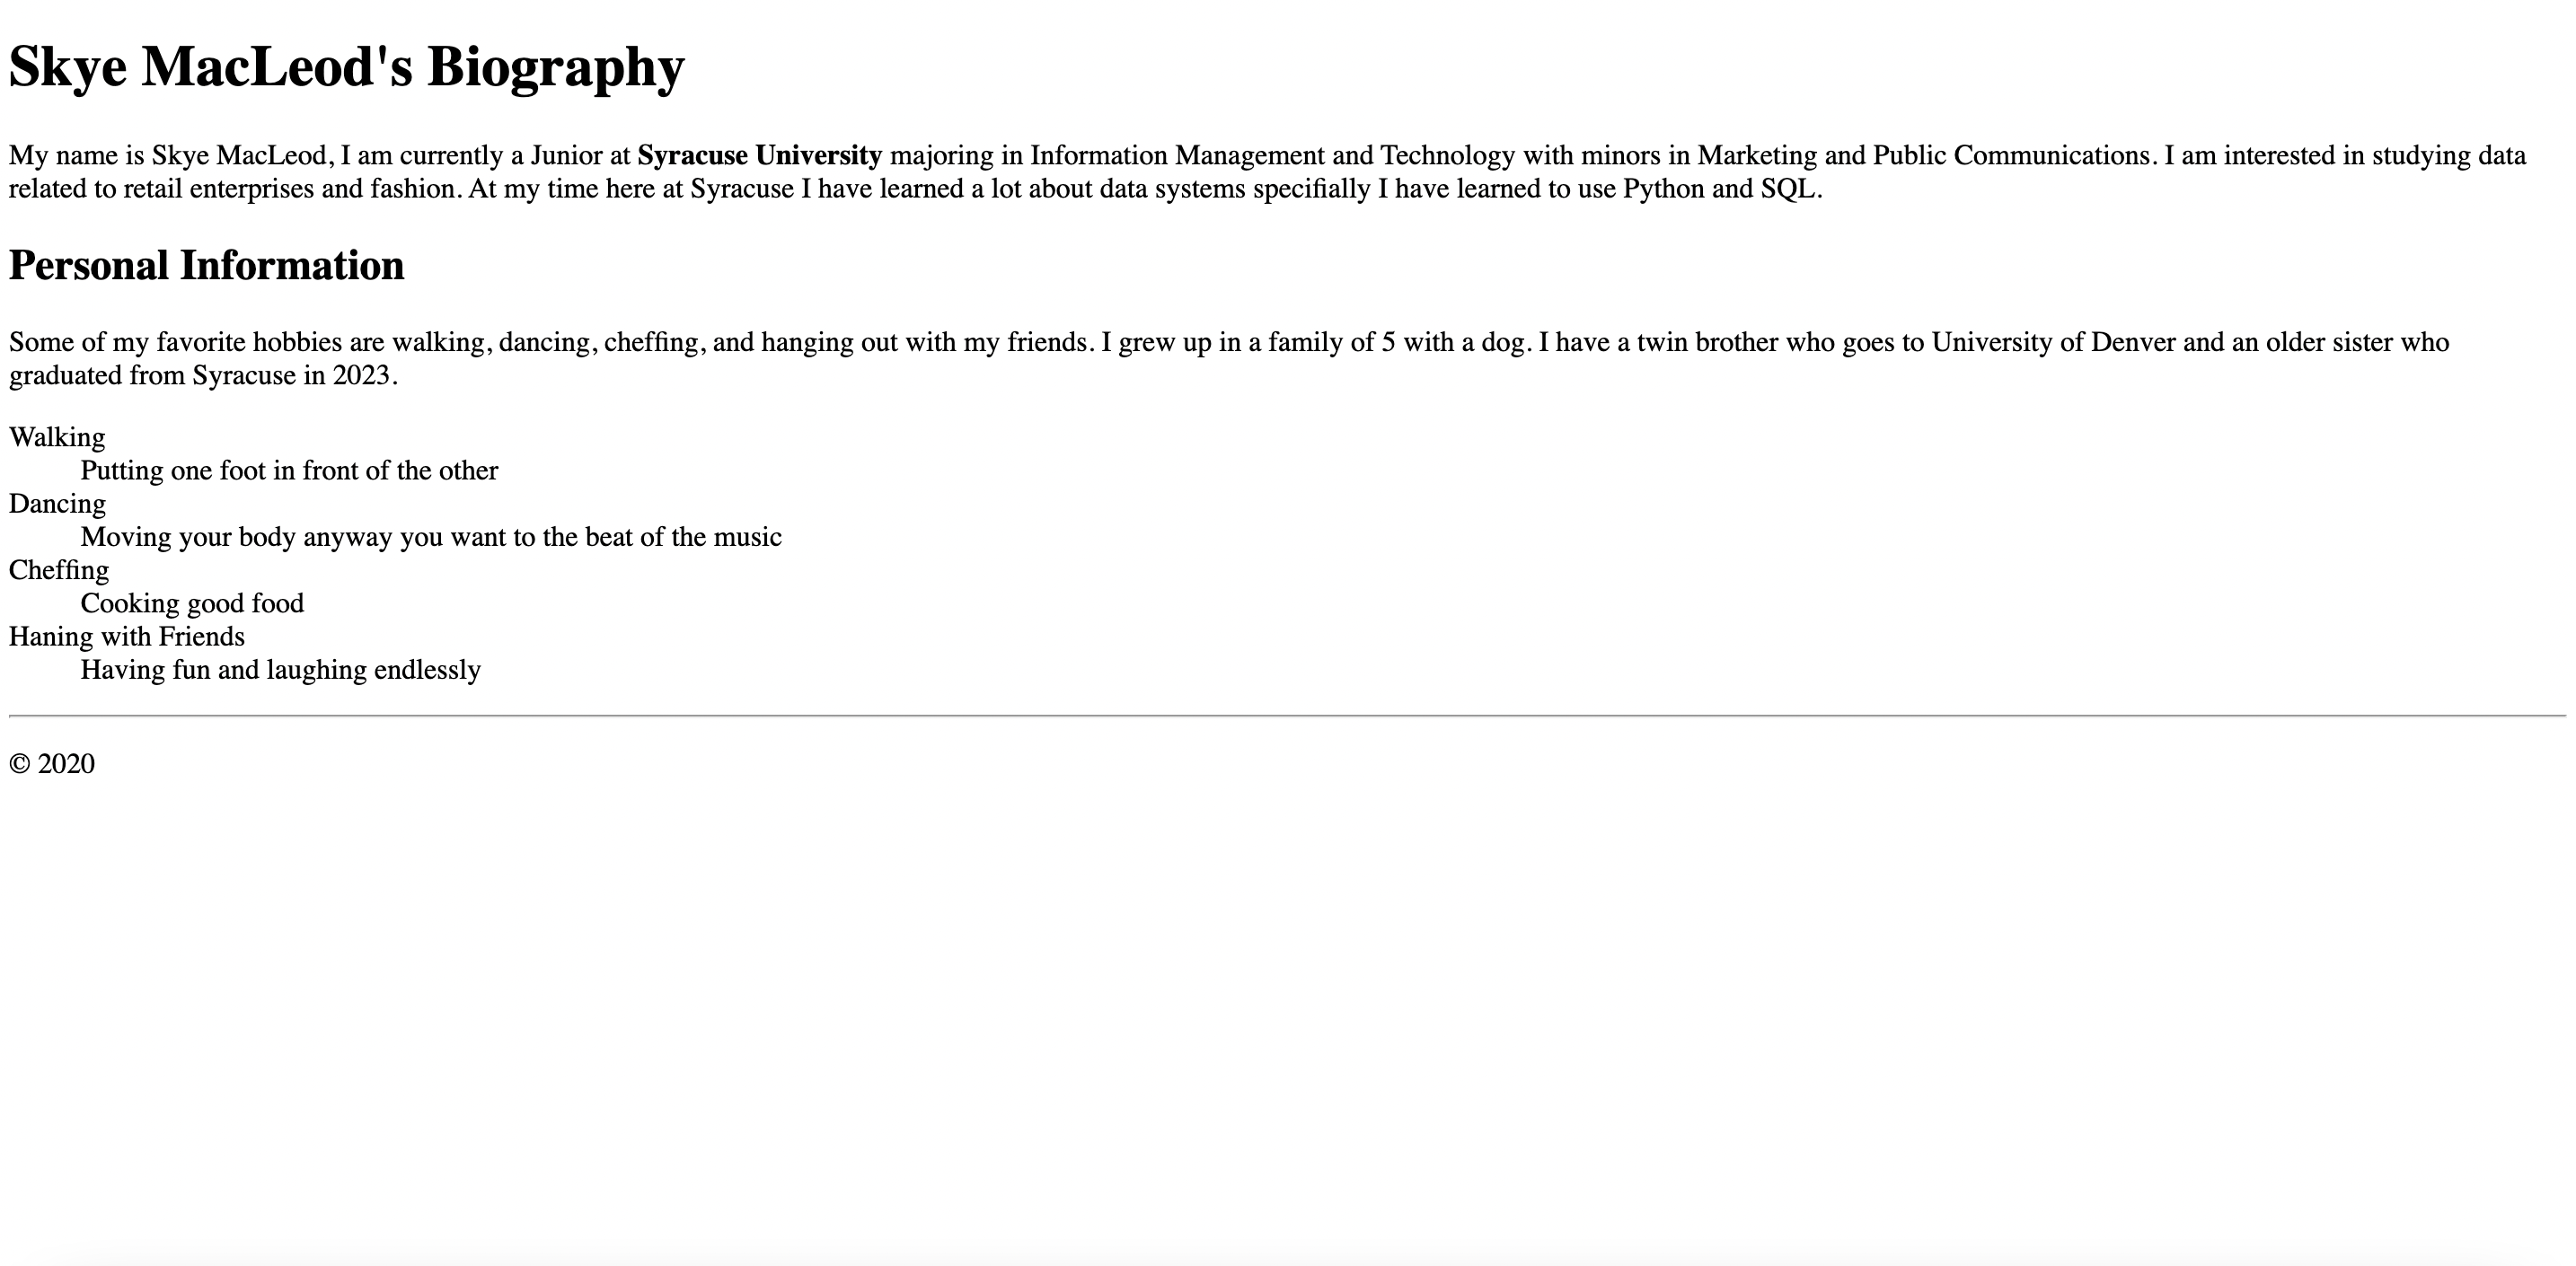 Skye MacLeod's Biography
My name is Skye MacLeod, I am currently a Junior at Syracuse University majoring in Information Management and Technology with minors in Marketing and Public Communications. I am interested in studying data
related to retail enterprises and fashion. At my time here at Syracuse I have learned a lot about data systems specifially I have learned to use Python and SQL.
Personal Information
Some of my favorite hobbies are walking, dancing, cheffing, and hanging out with my friends. I grew up in a family of 5 with a dog. I have a twin brother who goes to University of Denver and an older sister who
graduated from Syracuse in 2023.
Walking
Putting one foot in front of the other
Dancing
Moving your body anyway you want to the beat of the music
Cheffing
Cooking good food
Haning with Friends
Having fun and laughing endlessly
© 2020